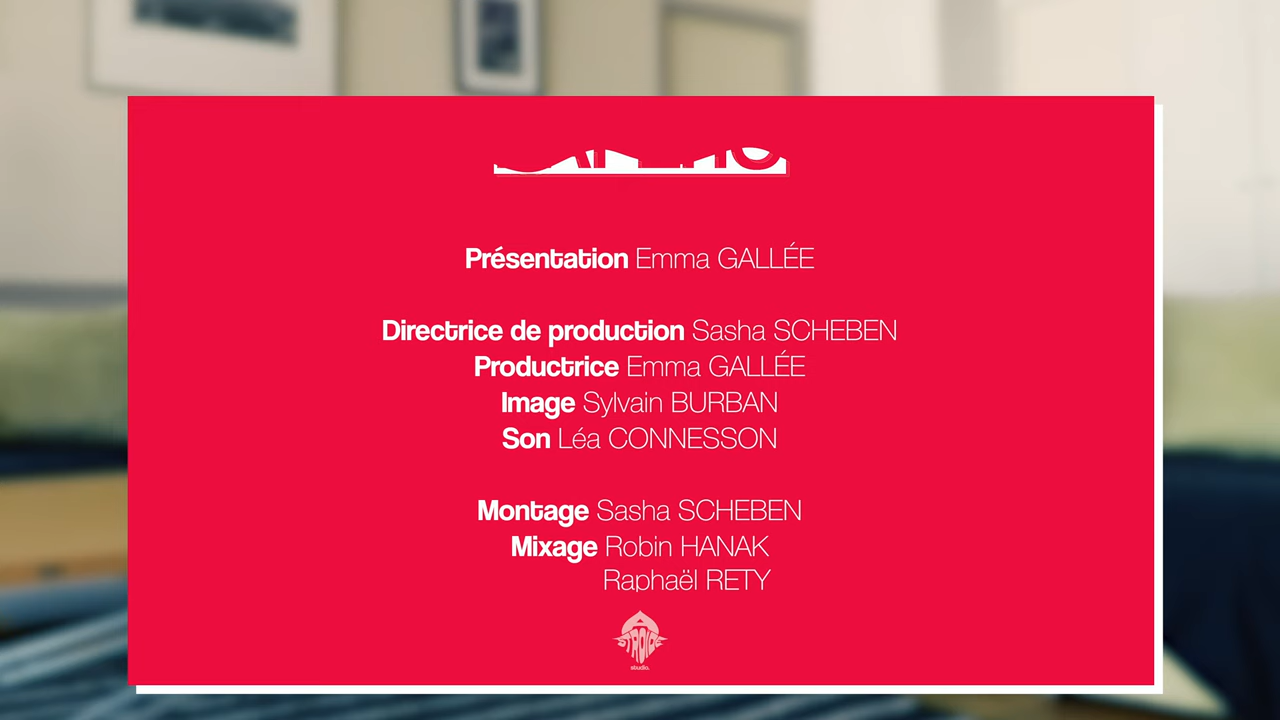 Présentation Emma GALLÉE
Directrice de production Sasha SCHEBEN
Productrice Emma GALLÉE
Image Sylvain BURBAN
Son Léa CONNESSON
Montage Sasha SCHEBEN
Mixage Robin HANAK
Raphaël RETY
studio.